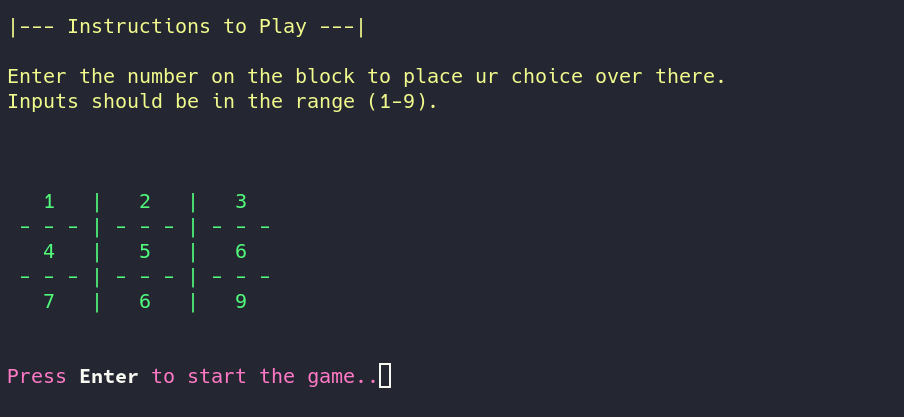 |--- Instructions to Play ---|
Enter the number on the block to place ur choice over there.
Inputs should be in the range (1-9).
1 | 2 | 3
- - - | - - - | - - -
4 | 5 | 6
- - - | - - - | - - -
7 | 6 | 9
Press Enter to start the game..